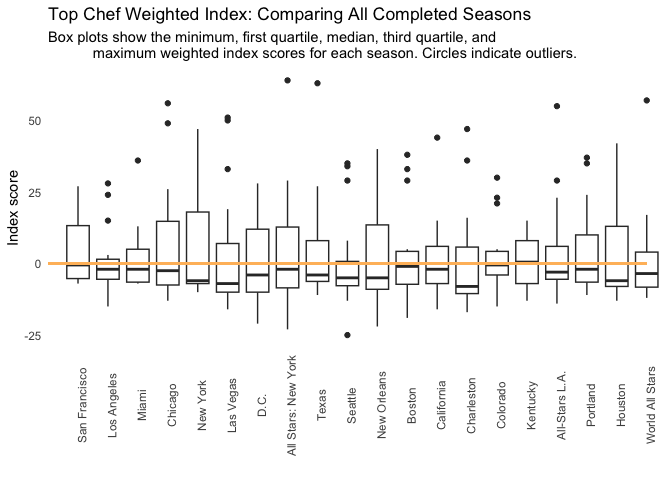 Top Chef Weighted Index: Comparing All Completed Seasons
Box plots show the minimum, first quartile, median, third quartile, and
maximum weighted index scores for each season. Circles indicate outliers.
Index score
50
25
0
-25
San Francisco
Los Angeles
Miami
Chicago
New York
Las Vegas
D.C.
All Stars: New York
Texas
Seattle
New Orleans
Boston
California
Charleston
Colorado
Kentucky
All-Stars L.A.
Portland
Houston
World All Stars